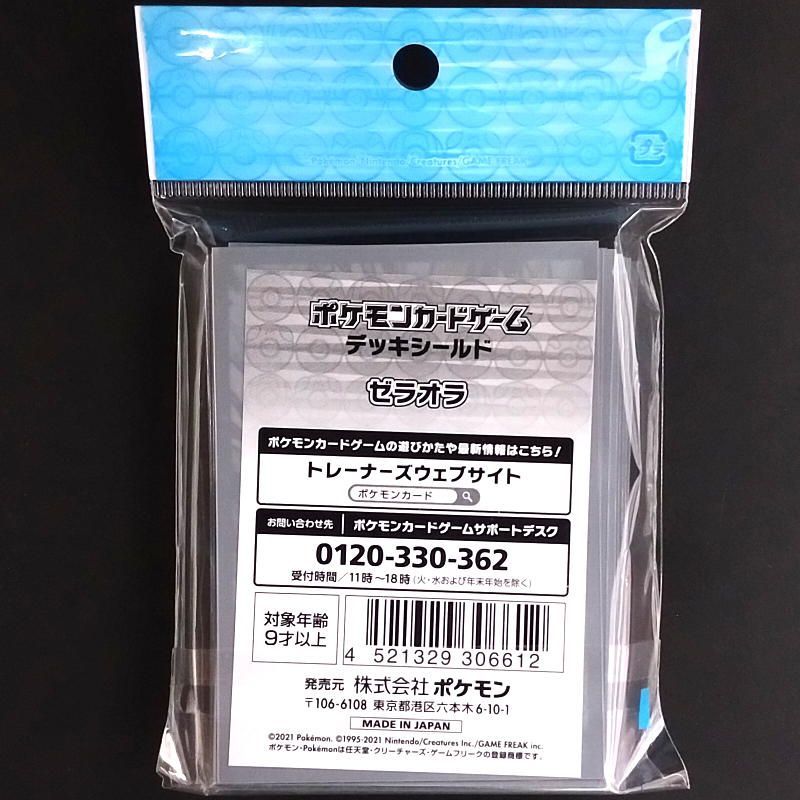 プラ
Pokémon/Nintendo/Creatures/GAME FREAK
ポケモンカードゲーム
デッキシールド
ゼラオラ
ポケモンカードゲームの遊びかたや最新情報はこちら!
トレーナーズウェブサイト
ポケモンカード
お問い合わせ先 ポケモンカードゲームサポートデスク
0120-330-362
受付時間/11時~18時(火・水および年末年始を除く)
対象年齢
9才以上
4 521329 306612
発売元 株式会社 ポケモン
〒106-6108 東京都港区六本木6-10-1
MADE IN JAPAN
©2021 Pokémon. ©1995-2021 Nintendo/Creatures Inc./GAME FREAK inc.
ポケモン・Pokémonは任天堂・クリーチャーズ・ゲームフリークの登録商標です。